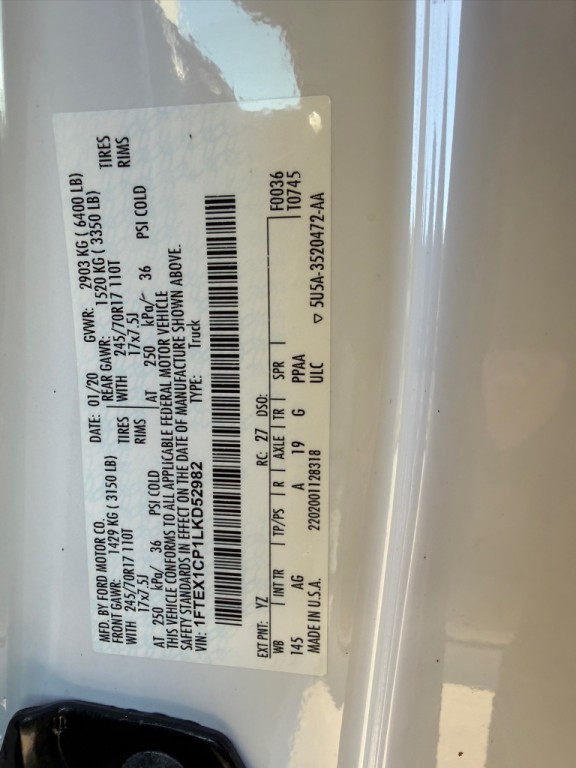 MFD. BY FORD MOTOR CO.
DATE: 01/20 GVWR: 2903 KG ( 6400 LB)
FRONT GAWR: 1429 KG ( 3150 LB) REAR GAWR: 1520 KG ( 3350 LB)
WITH 245/70R17 110T TIRES WITH 245/70R17 110T TIRES
17x7.5J RIMS 17x7.5J RIMS
AT 250 kPa/ 36 PSI COLD AT 250 kPa/ 36 PSI COLD
THIS VEHICLE CONFORMS TO ALL APPLICABLE FEDERAL MOTOR VEHICLE
SAFETY STANDARDS IN EFFECT ON THE DATE OF MANUFACTURE SHOWN ABOVE.
VIN: 1FTEX1CP1LKD52982 TYPE: Truck
EXT PNT: YZ RC: 27 DSO: F0036
WB INT TR TP/PS R AXLE TR SPR T0745
145 AG A 19 G PPAA
MADE IN U.S.A. 2202001128318 ULC 5U5A-3520472-AA